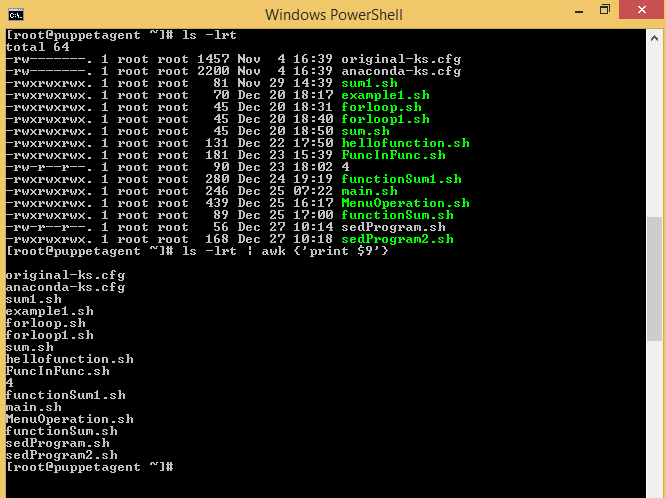 Windows PowerShell
[root@puppetagent ~]# ls -lrt
total 64
-rw-------. 1 root root 1457 Nov  4 16:39 original-ks.cfg
-rw-------. 1 root root 2200 Nov  4 16:39 anaconda-ks.cfg
-rwxrwxrwx. 1 root root   81 Nov 29 14:39 sum1.sh
-rwxrwxrwx. 1 root root   70 Dec 20 18:17 example1.sh
-rwxrwxrwx. 1 root root   45 Dec 20 18:31 forloop.sh
-rwxrwxrwx. 1 root root   45 Dec 20 18:40 forloop1.sh
-rwxrwxrwx. 1 root root   45 Dec 20 18:50 sum.sh
-rwxrwxrwx. 1 root root  131 Dec 22 17:50 hellofunction.sh
-rwxrwxrwx. 1 root root  181 Dec 23 15:39 FuncInFunc.sh
-rw-r--r--. 1 root root   90 Dec 23 18:02 4
-rwxrwxrwx. 1 root root  280 Dec 24 19:19 functionSum1.sh
-rwxrwxrwx. 1 root root  246 Dec 25 07:22 main.sh
-rwxrwxrwx. 1 root root  439 Dec 25 16:17 MenuOperation.sh
-rwxrwxrwx. 1 root root   89 Dec 25 17:00 functionSum.sh
-rw-r--r--. 1 root root   56 Dec 27 10:14 sedProgram.sh
-rwxrwxrwx. 1 root root  168 Dec 27 10:18 sedProgram2.sh
[root@puppetagent ~]# ls -lrt | awk {'print $9'}
original-ks.cfg
anaconda-ks.cfg
sum1.sh
example1.sh
forloop.sh
forloop1.sh
sum.sh
hellofunction.sh
FuncInFunc.sh
4
functionSum1.sh
main.sh
MenuOperation.sh
functionSum.sh
sedProgram.sh
sedProgram2.sh
[root@puppetagent ~]#